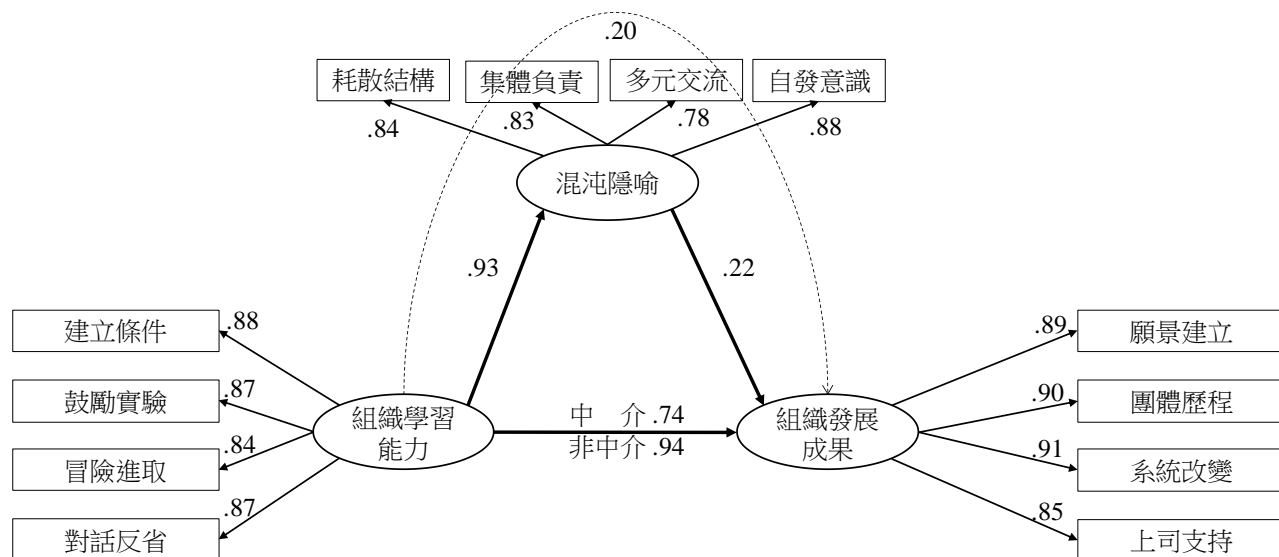 .20
耗散結構
集體負責
多元交流
自發意識
.84
.83
.78
.88
混沌隱喻
.93
.22
建立條件
.88
鼓勵實驗
.87
冒險進取
.84
對話反省
.87
組織學習
能力
中 介 .74
非中介 .94
組織發展
成果
.89
願景建立
.90
團體歷程
.91
系統改變
.85
上司支持